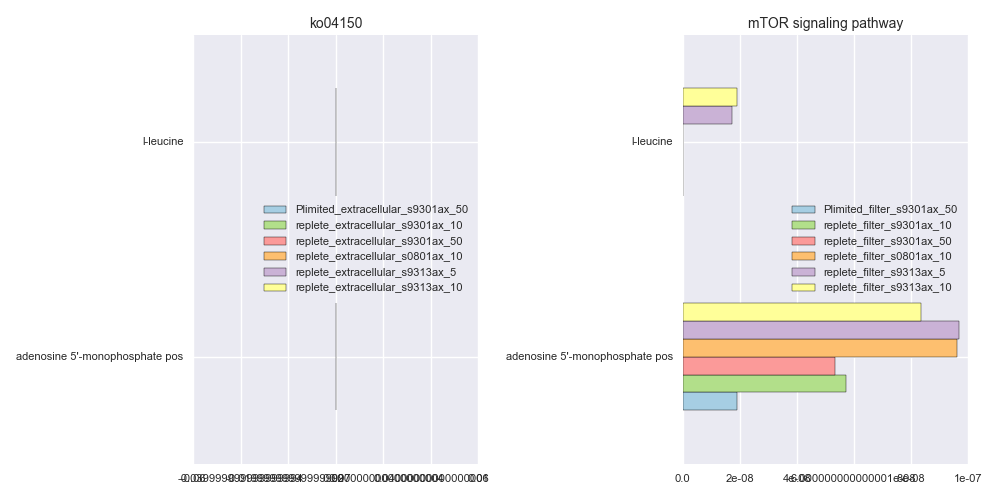 ko04150
l-leucine
Plimited_extracellular_s9301ax_50
replete_extracellular_s9301ax_10
replete_extracellular_s9301ax_50
replete_extracellular_s0801ax_10
replete_extracellular_s9313ax_5
replete_extracellular_s9313ax_10
adenosine 5'-monophosphate pos
mTOR signaling pathway
l-leucine
Plimited_filter_s9301ax_50
replete_filter_s9301ax_10
replete_filter_s9301ax_50
replete_filter_s0801ax_10
replete_filter_s9313ax_5
replete_filter_s9313ax_10
adenosine 5'-monophosphate pos
0.0 2e-08 1e-07